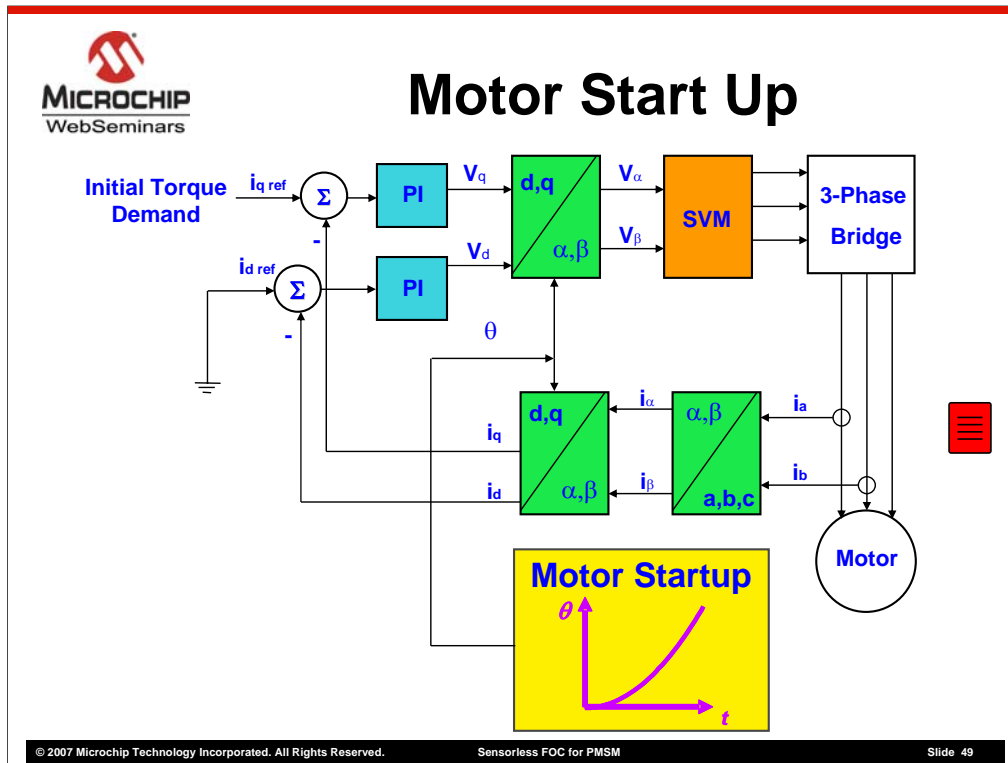 MICROCHIP
WebSeminars
Motor Start Up
Initial Torque
Demand
iq ref
Σ
-
PI
Vq
d,q
α,β
Vα
Vβ
SVM
3-Phase
Bridge
id ref
Σ
-
PI
Vd
θ
d,q
α,β
iq
id
iα
iβ
α,β
a,b,c
ia
ib
Motor
Motor Startup
θ
t
© 2007 Microchip Technology Incorporated. All Rights Reserved.
Sensorless FOC for PMSM
Slide 49